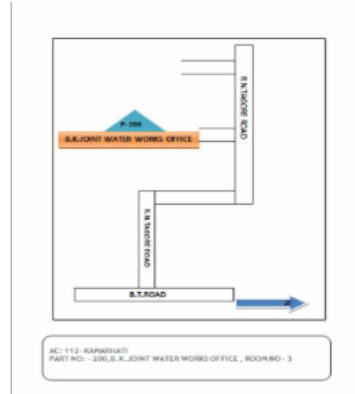 P- 200
B.K.JOINT WATER WORKS OFFICE
R.N.TAGORE ROAD
R.N.TAGORE ROAD
B.T.ROAD
N
AC: 112- KAMARHATI
PART NO: - 200,B.K.JOINT WATER WORKS OFFICE , ROOM NO - 3